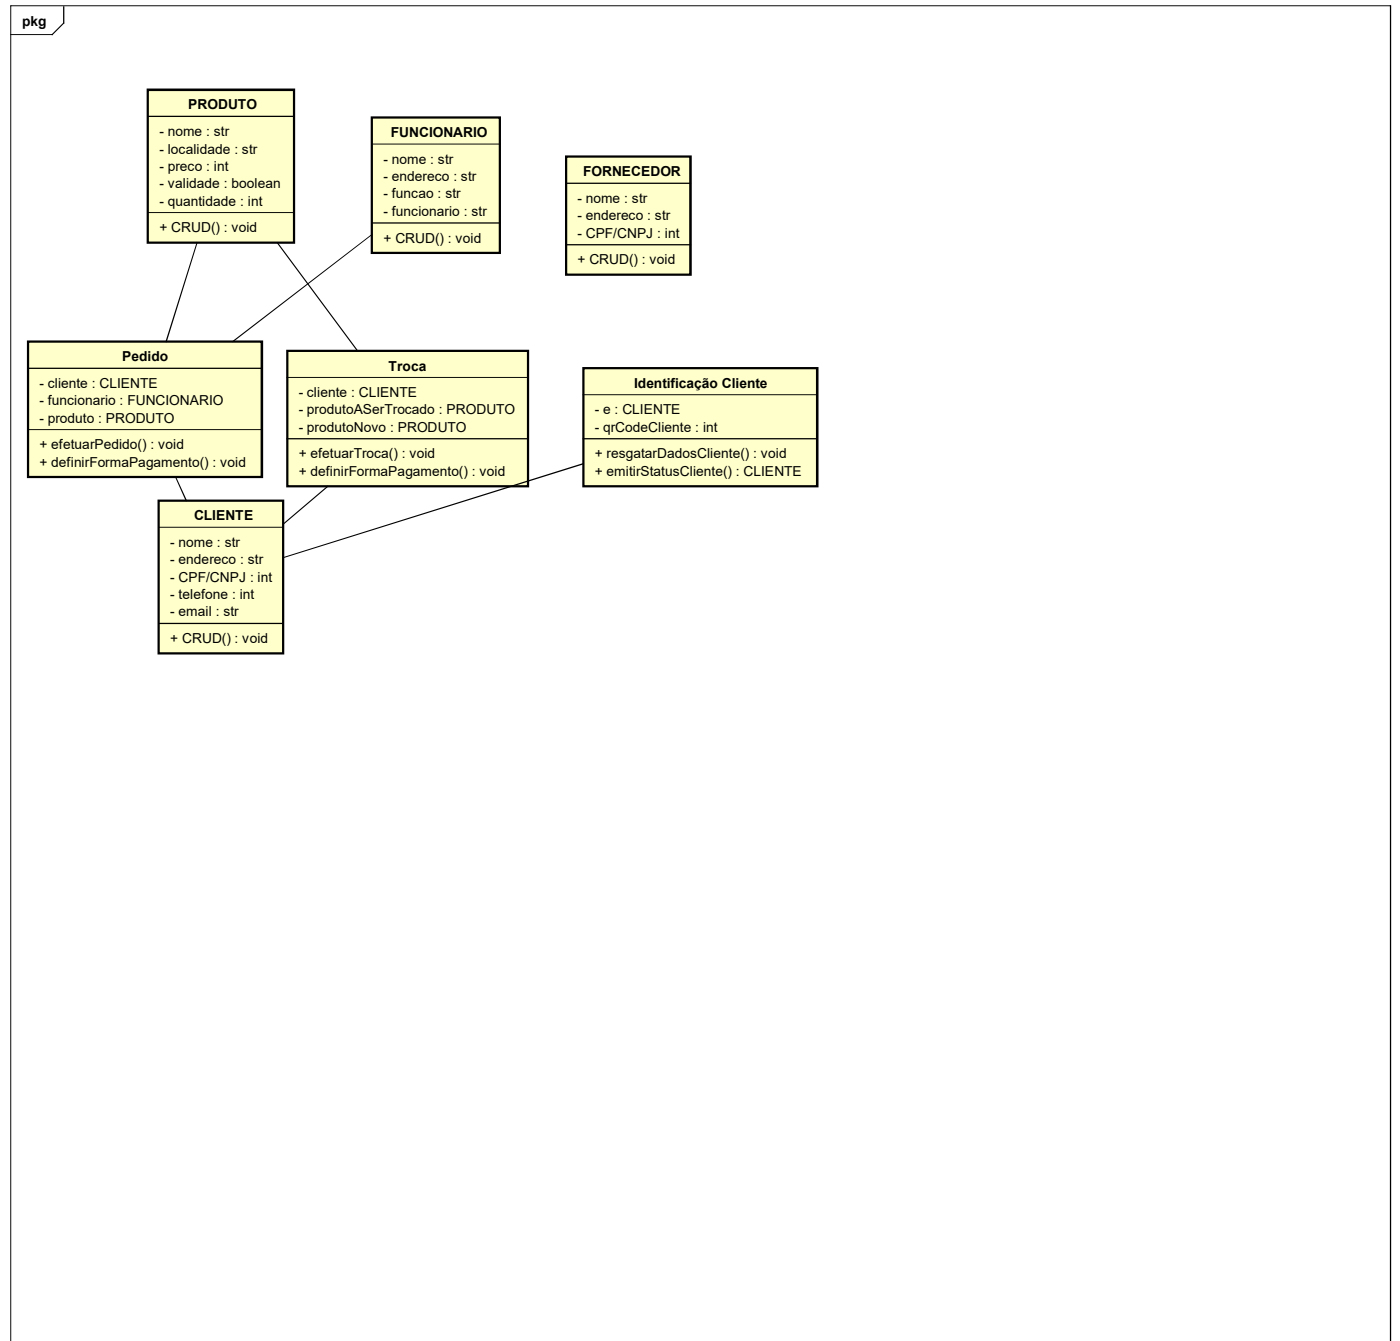 pkg
PRODUTO
- nome : str
- localidade : str
- preco : int
- validade : boolean
- quantidade : int
+ CRUD() : void
FUNCIONARIO
- nome : str
- endereco : str
- funcao : str
- funcionario : str
+ CRUD() : void
FORNECEDOR
- nome : str
- endereco : str
- CPF/CNPJ : int
+ CRUD() : void
Pedido
- cliente : CLIENTE
- funcionario : FUNCIONARIO
- produto : PRODUTO
+ efetuarPedido() : void
+ definirFormaPagamento() : void
Troca
- cliente : CLIENTE
- produtoASerTrocado : PRODUTO
- produtoNovo : PRODUTO
+ efetuarTroca() : void
+ definirFormaPagamento() : void
Identificação Cliente
- e : CLIENTE
- qrCodeCliente : int
+ resgatarDadosCliente() : void
+ emitirStatusCliente() : CLIENTE
CLIENTE
- nome : str
- endereco : str
- CPF/CNPJ : int
- telefone : int
- email : str
+ CRUD() : void